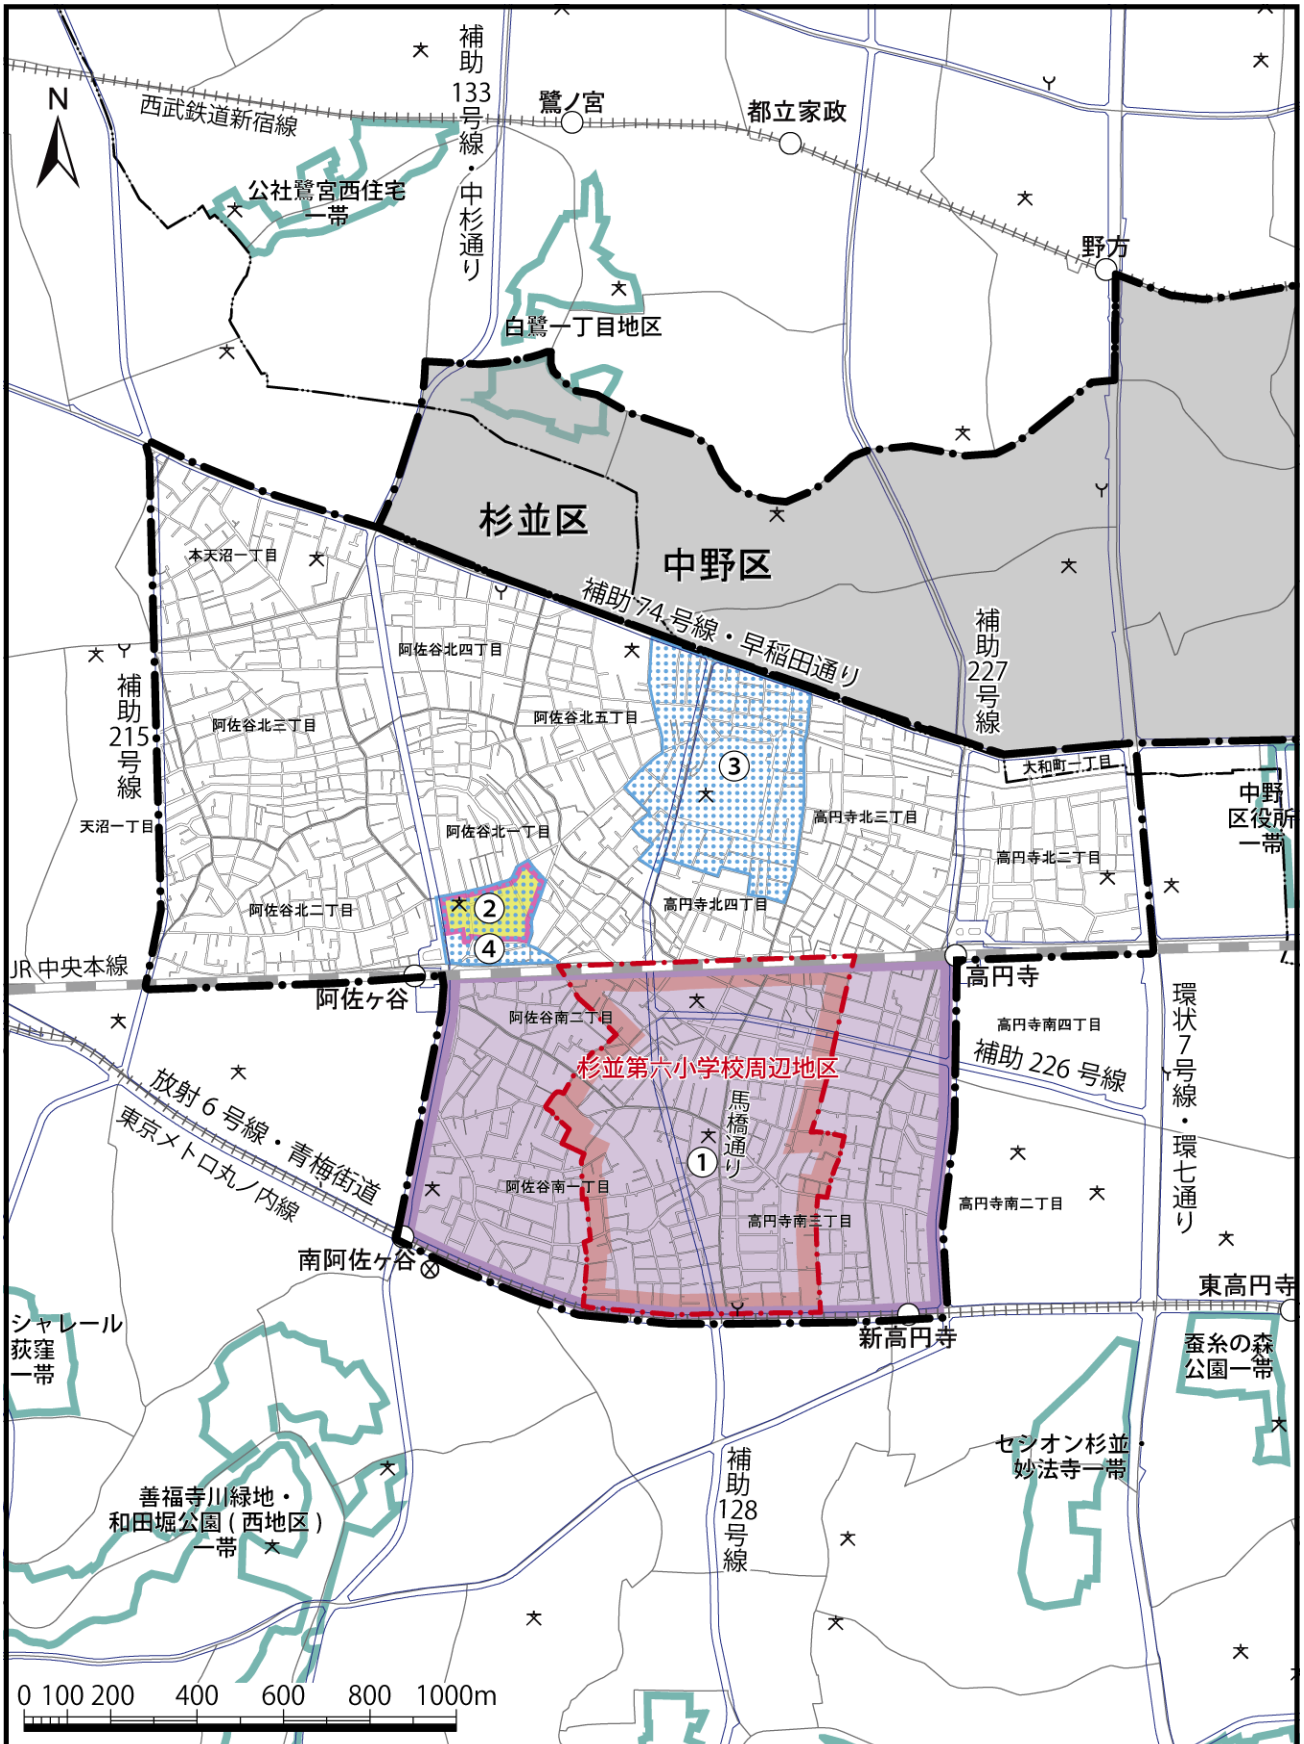 補助133号線・中杉通り
N
西武鉄道新宿線
鷺ノ宮
都立家政
公社鷺宮西住宅
一帯
野方
白鷺一丁目地区
杉並区
中野区
補助74号線・早稲田通り
補助227号線
本天沼一丁目
阿佐谷北四丁目
補助215号線
阿佐谷北三丁目
阿佐谷北五丁目
③
大和町一丁目
中野
区役所
一帯
天沼一丁目
阿佐谷北一丁目
高円寺北三丁目
高円寺北二丁目
阿佐谷北二丁目
②
高円寺北四丁目
④
JR中央本線
阿佐ヶ谷
高円寺
阿佐谷南二丁目
高円寺南四丁目
環状7号線・環七通り
補助226号線
杉並第六小学校周辺地区
放射6号線・青梅街道
東京メトロ丸ノ内線
馬橋通り
①
阿佐谷南一丁目
高円寺南三丁目
高円寺南二丁目
南阿佐ヶ谷
東高円寺
新高円寺
シャレール
荻窪
一帯
蚕糸の森
公園一帯
セシオン杉並・
妙法寺一帯
補助128号線
善福寺川緑地・
和田堀公園(西地区)
一帯
0 100 200 400 600 800 1000m